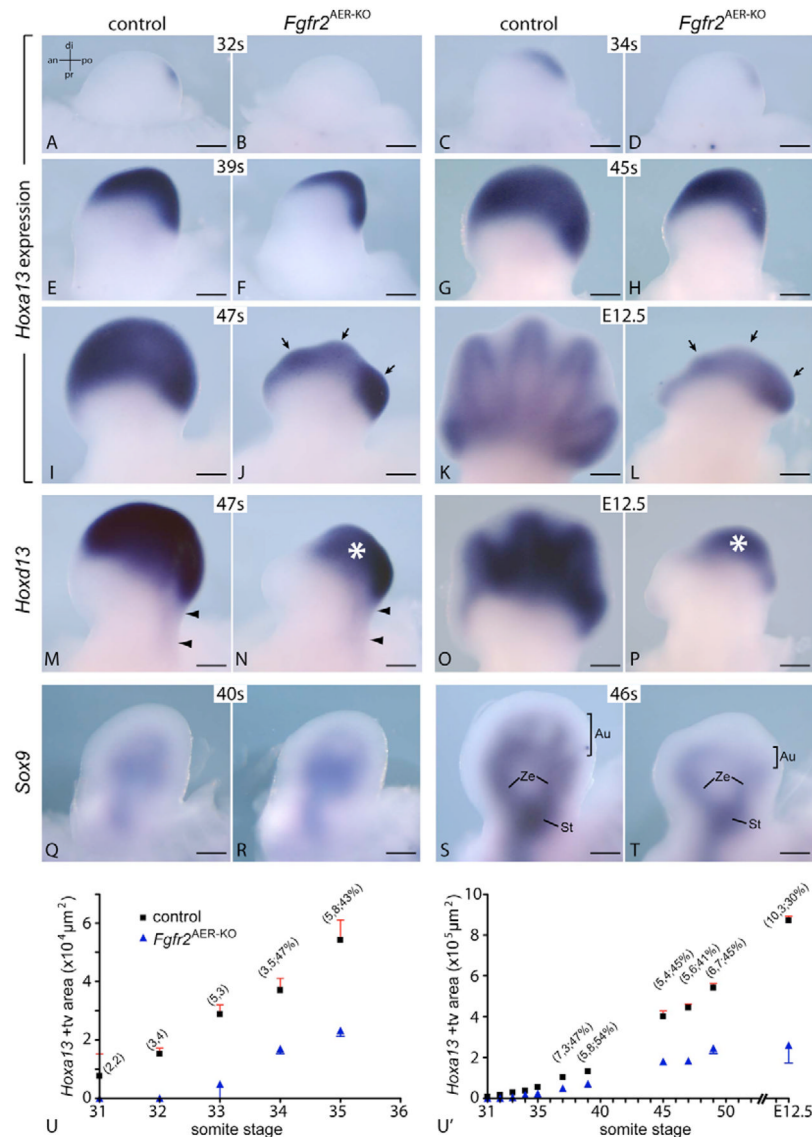 control Fgfr2AER-KO control Fgfr2AER-KO
32s 34s
di
an po
pr
A B C D
39s 45s
Hoxa13 expression
E F G H
47s E12.5
I J K L
47s E12.5
Hoxd13
* *
M N O P
40s 46s
Sox9
Au Au
Ze Ze
St St
Q R S T
Hoxa13 +tv area (x10⁴µm²)
6
4
2
0
control
Fgfr2AER-KO
(2,2)
(3,4)
(5,3)
(3,5:47%)
(5,8:43%)
31 32 33 34 35 36
U somite stage
Hoxa13 +tv area (x10⁵µm²)
10
8
6
4
2
0
(7,3:47%)
(5,8:54%)
(5,4:45%)
(5,6:41%)
(6,7:45%)
(10,3:30%)
31 35 40 45 50 E12.5
U' somite stage